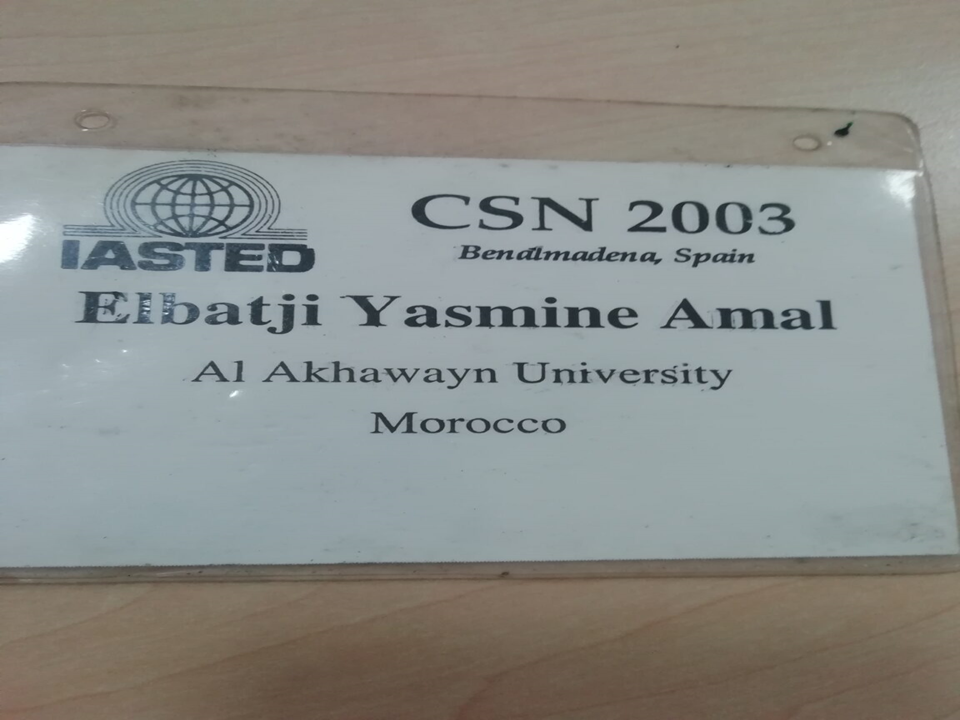 IASTED
CSN 2003
Benalmadena, Spain
Elbatji Yasmine Amal
Al Akhawayn University
Morocco